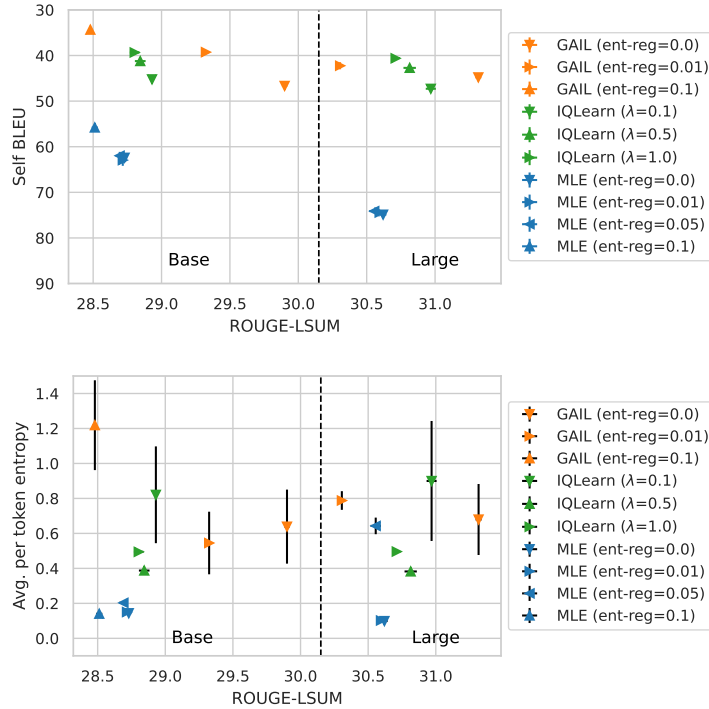 30
40
50
60
70
80
90
Self BLEU
Base
Large
28.5 29.0 29.5 30.0 30.5 31.0
ROUGE-LSUM
GAIL (ent-reg=0.0)
GAIL (ent-reg=0.01)
GAIL (ent-reg=0.1)
IQLearn (λ=0.1)
IQLearn (λ=0.5)
IQLearn (λ=1.0)
MLE (ent-reg=0.0)
MLE (ent-reg=0.01)
MLE (ent-reg=0.05)
MLE (ent-reg=0.1)
1.4
1.2
1.0
0.8
0.6
0.4
0.2
0.0
Avg. per token entropy
Base
Large
28.5 29.0 29.5 30.0 30.5 31.0
ROUGE-LSUM
GAIL (ent-reg=0.0)
GAIL (ent-reg=0.01)
GAIL (ent-reg=0.1)
IQLearn (λ=0.1)
IQLearn (λ=0.5)
IQLearn (λ=1.0)
MLE (ent-reg=0.0)
MLE (ent-reg=0.01)
MLE (ent-reg=0.05)
MLE (ent-reg=0.1)